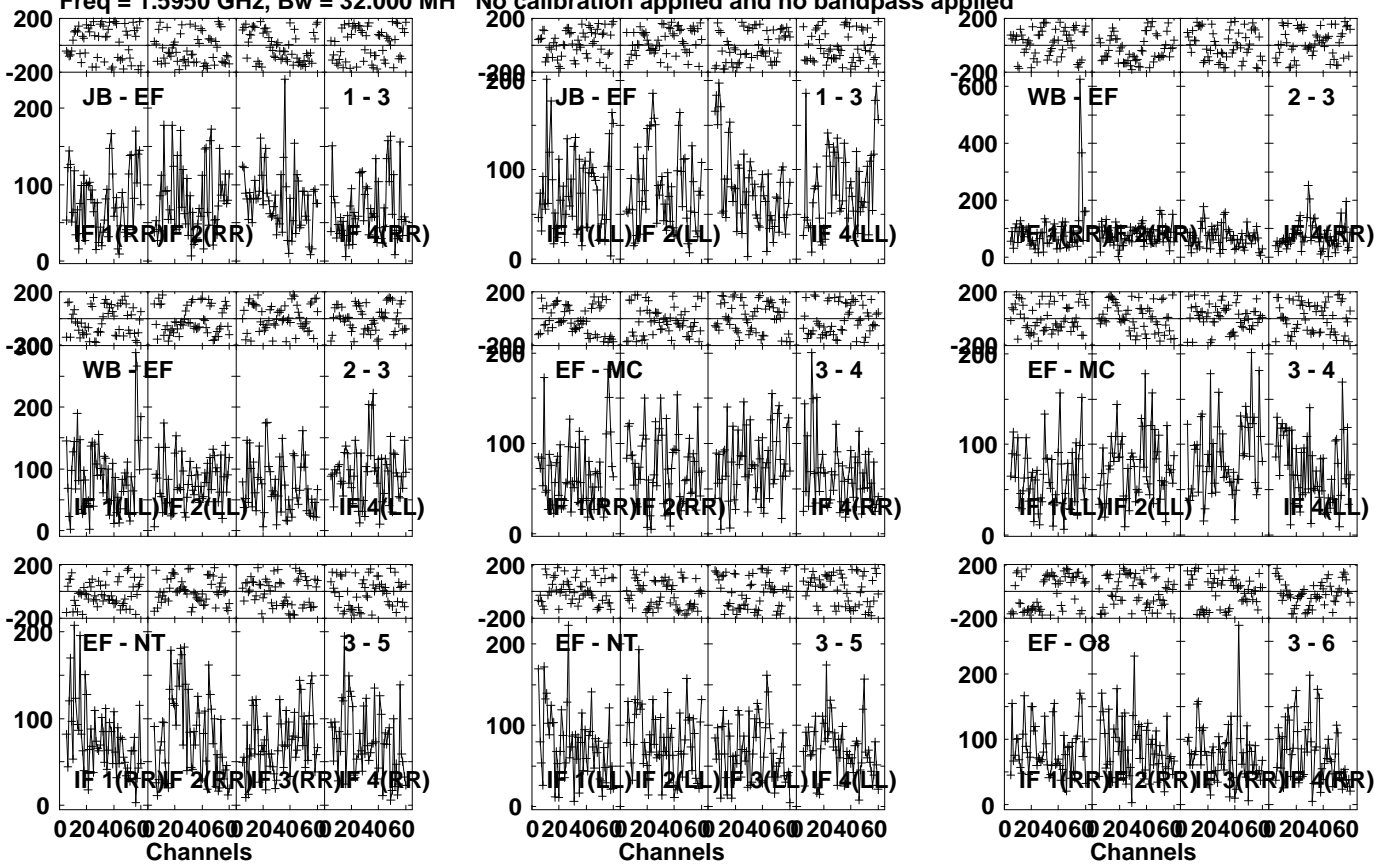 Freq = 1.5950 GHz, Bw = 32.000 MH No calibration applied and no bandpass applied
200
-200
JB - EF 1 - 3
200
100
0
IF 1(RR) IF 2(RR) IF 4(RR)
200
-200
JB - EF 1 - 3
200
100
0
IF 1(LL) IF 2(LL) IF 4(LL)
200
-200
WB - EF 2 - 3
600
400
200
0
IF 1(RR) IF 2(RR) IF 4(RR)
200
-200
WB - EF 2 - 3
300
200
100
0
IF 1(LL) IF 2(LL) IF 4(LL)
200
-200
EF - MC 3 - 4
200
100
0
IF 1(RR) IF 2(RR) IF 4(RR)
200
-200
EF - MC 3 - 4
200
100
0
IF 1(LL) IF 2(LL) IF 4(LL)
200
-200
EF - NT 3 - 5
200
100
0
IF 1(RR) IF 2(RR) IF 3(RR) IF 4(RR)
0 20 40 60 0 20 40 60 0 20 40 60 0 20 40 60
Channels
200
EF - NT 3 - 5
200
100
0
IF 1(LL) IF 2(LL) IF 3(LL) IF 4(LL)
0 20 40 60 0 20 40 60 0 20 40 60 0 20 40 60
Channels
200
-200
EF - O8 3 - 6
200
100
0
IF 1(RR) IF 2(RR) IF 3(RR) IF 4(RR)
0 20 40 60 0 20 40 60 0 20 40 60 0 20 40 60
Channels